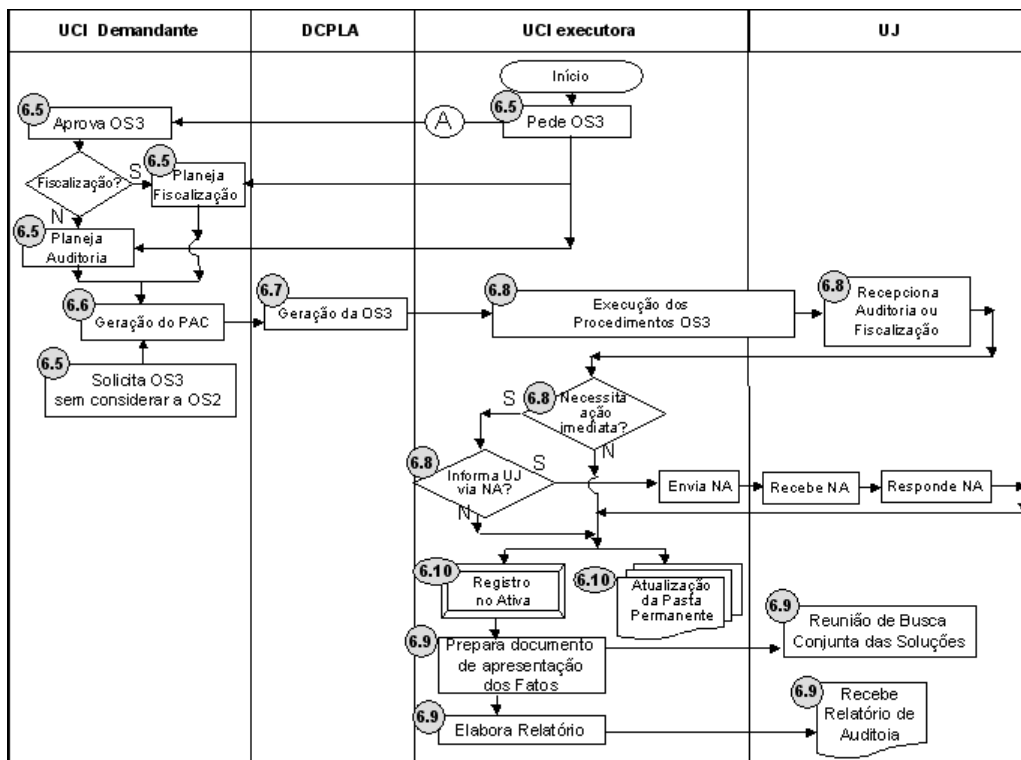 UCI Demandante
DCPLA
UCI executora
UJ
Início
6.5
Aprova OS3
A
6.5
Pede OS3
Fiscalização?
S
N
6.5
Planeja
Fiscalização
6.5
Planeja
Auditoria
6.6
Geração do PAC
6.7
Geração da OS3
6.8
Execução dos
Procedimentos OS3
6.8
Recepciona
Auditoria ou
Fiscalização
6.5
Solicita OS3
sem considerar a OS2
S
6.8
Necessita
ação
imediata?
N
6.8
Informa UJ
via NA?
S
N
Envia NA
Recebe NA
Responde NA
6.10
Registro
no Ativa
6.10
Atualização
da Pasta
Permanente
6.9
Prepara documento
de apresentação
dos Fatos
6.9
Reunião de Busca
Conjunta das Soluções
6.9
Elabora Relatório
6.9
Recebe
Relatório de
Auditoia